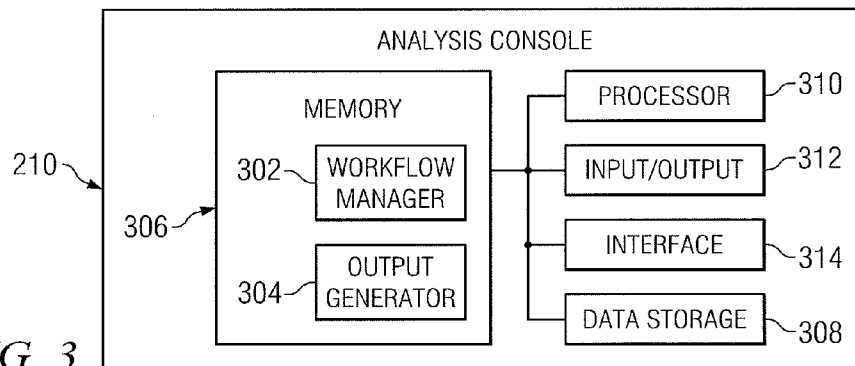 ANALYSIS CONSOLE
MEMORY
302
WORKFLOW
MANAGER
304
OUTPUT
GENERATOR
210
306
PROCESSOR
310
INPUT/OUTPUT
312
INTERFACE
314
DATA STORAGE
308
G. 3